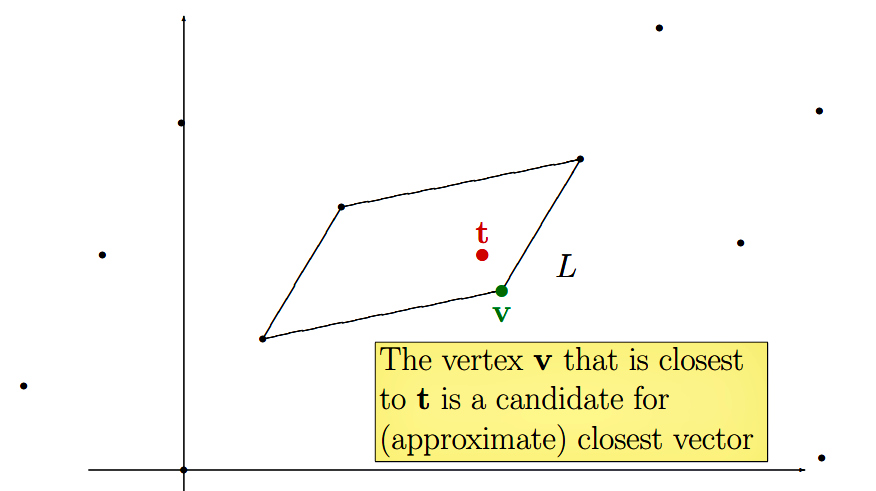 t
L
v
The vertex v that is closest
to t is a candidate for
(approximate) closest vector